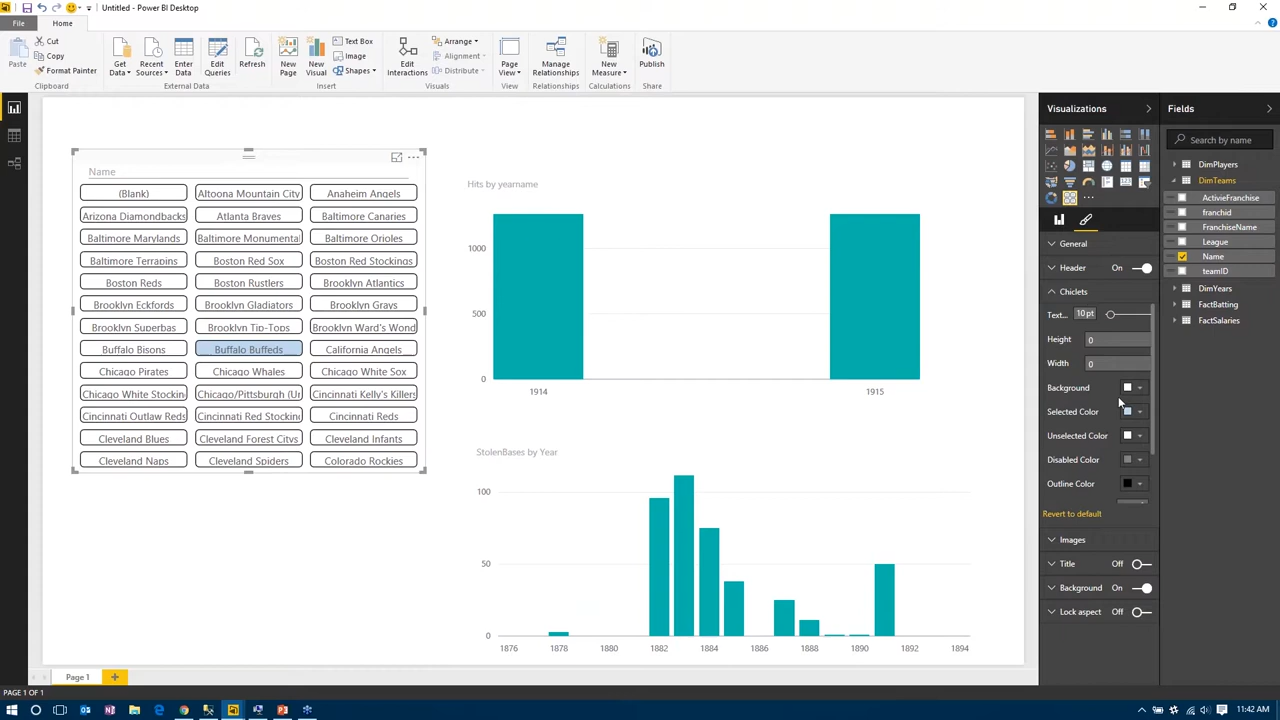 Untitled - Power BI Desktop
File
Home
Paste
Cut
Copy
Format Painter
Clipboard
Get Data
Recent Sources
Enter Data
Edit Queries
Refresh
External Data
New Page
New Visual
Text Box
Image
Shapes
Insert
Edit Interactions
Arrange
Alignment
Distribute
Visuals
Page View
View
Manage Relationships
Relationships
New Measure
Calculations
Publish
Share
Name
(Blank) Altoona Mountain City Anaheim Angels
Arizona Diamondbacks Atlanta Braves Baltimore Canaries
Baltimore Marylands Baltimore Monumental Baltimore Orioles
Baltimore Terrapins Boston Red Sox Boston Red Stockings
Boston Reds Boston Rustlers Brooklyn Atlantics
Brooklyn Eckfords Brooklyn Gladiators Brooklyn Grays
Brooklyn Superbas Brooklyn Tip-Tops Brooklyn Ward's Wond
Buffalo Bisons Buffalo Buffeds California Angels
Chicago Pirates Chicago Whales Chicago White Sox
Chicago White Stockin Chicago/Pittsburgh (Un Cincinnati Kelly's Killers
Cincinnati Outlaw Reds Cincinnati Red Stockin Cincinnati Reds
Cleveland Blues Cleveland Forest Citys Cleveland Infants
Cleveland Naps Cleveland Spiders Colorado Rockies
Hits by yearname
1000
500
0
1914 1915
StolenBases by Year
100
50
0
1876 1878 1880 1882 1884 1886 1888 1890 1892 1894
Visualizations
General
Header On
Chiclets
Text... 10 pt
Height 0
Width 0
Background
Selected Color
Unselected Color
Disabled Color
Outline Color
Revert to default
Images
Title Off
Background On
Lock aspect Off
Fields
Search by name
DimPlayers
DimTeams
ActivieFranchise
franchid
FranchiseName
League
Name
teamID
DimYears
FactBatting
FactSalaries
Page 1
PAGE 1 OF 1
11:42 AM